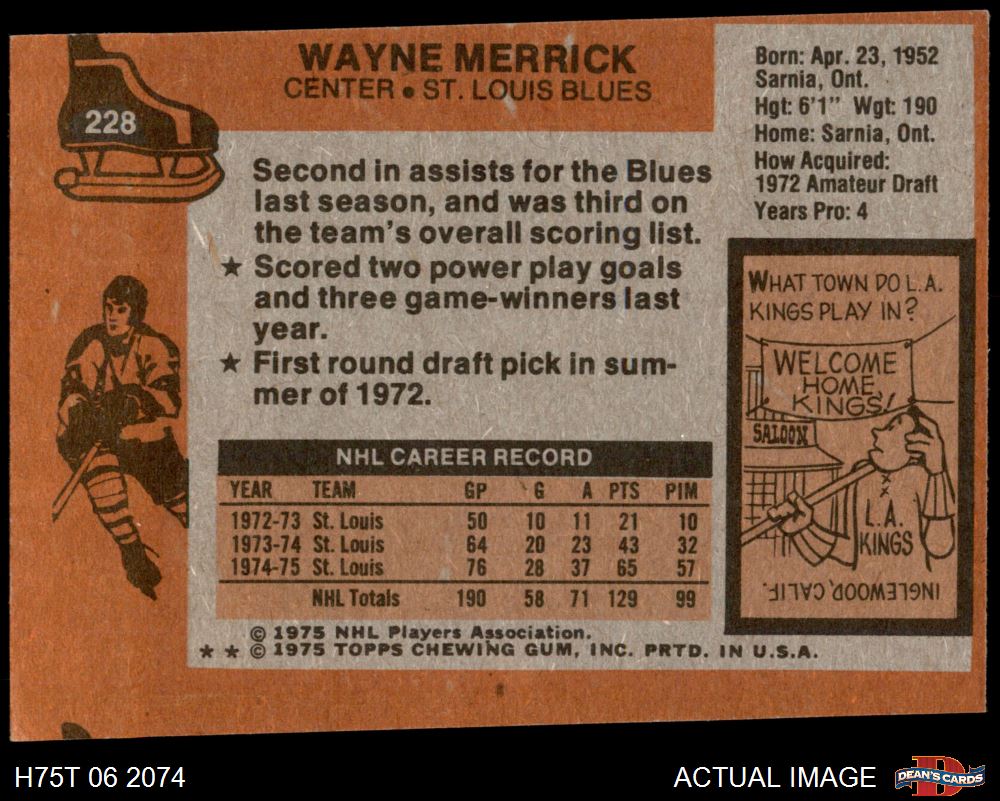 228
WAYNE MERRICK
CENTER • ST. LOUIS BLUES
Born: Apr. 23, 1952
Sarnia, Ont.
Hgt: 6'1" Wgt: 190
Home: Sarnia, Ont.
How Acquired:
1972 Amateur Draft
Years Pro: 4
Second in assists for the Blues
last season, and was third on
the team's overall scoring list.
★ Scored two power play goals
and three game-winners last
year.
★ First round draft pick in sum-
mer of 1972.
WHAT TOWN DO L.A.
KINGS PLAY IN?
WELCOME
HOME,
KINGS!
SALOON
L.A.
KINGS
INGLEWOOD, CALIF.
NHL CAREER RECORD
YEAR TEAM GP G A PTS PIM
1972-73 St. Louis 50 10 11 21 10
1973-74 St. Louis 64 20 23 43 32
1974-75 St. Louis 76 28 37 65 57
NHL Totals 190 58 71 129 99
© 1975 NHL Players Association.
★ ★ © 1975 TOPPS CHEWING GUM, INC. PRTD. IN U.S.A.
H75T 06 2074
ACTUAL IMAGE
DEAN'S CARDS